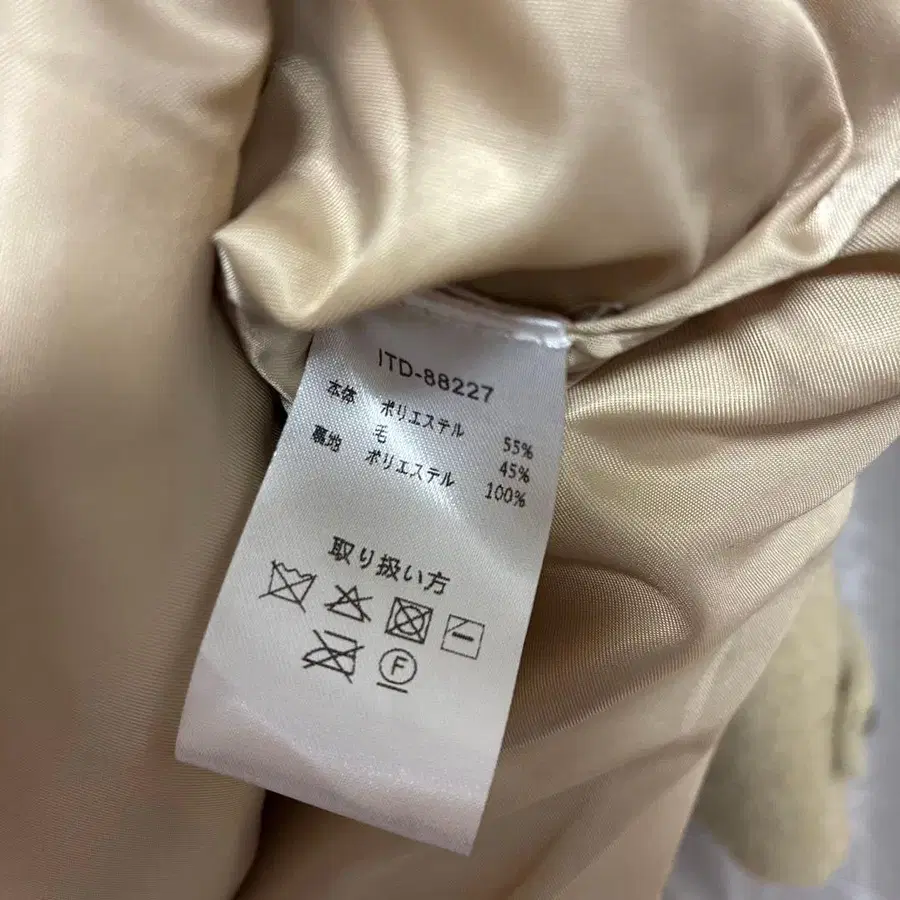 ITD-88227
本体 ポリエステル 55%
毛 45%
裏地 ポリエステル 100%
取り扱い方
F